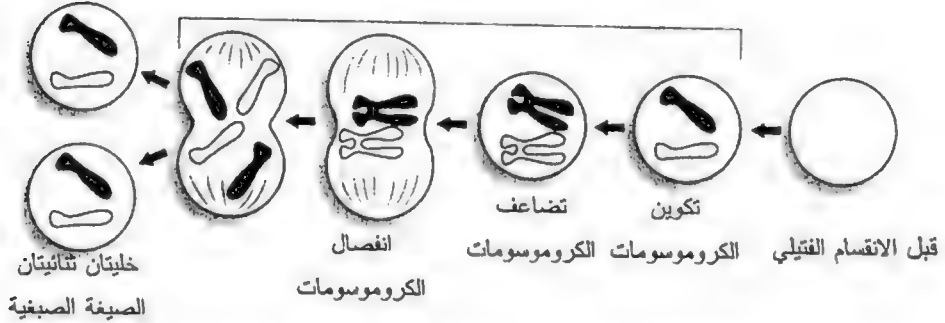 قبل الانقسام الفتيلي
تكوين
الكروموسومات
تضاعف
الكروموسومات
انفصال
الكروموسومات
خليتان ثنائيتان
الصيغة الصبغية